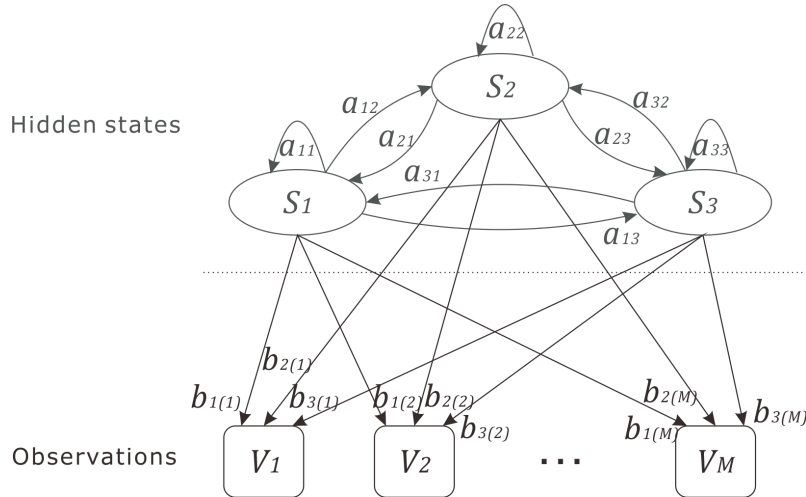 a22
S2
a12
a32
Hidden states
a21
a23
a11
a33
a31
S1
S3
a13
b2(1)
b1(1)
b3(1)
b1(2)
b2(2)
b2(M)
b3(M)
b3(2)
b1(M)
Observations
V1
V2
...
VM